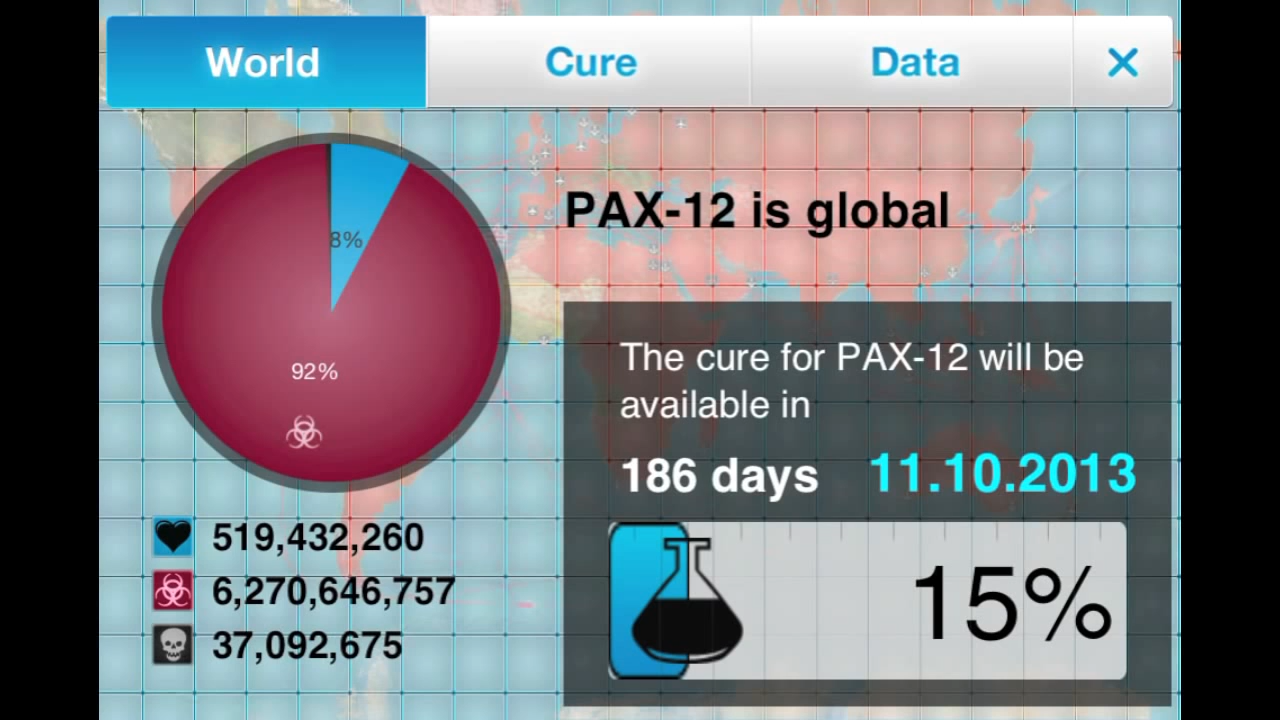 World
Cure
Data
×
8%
92%
PAX-12 is global
The cure for PAX-12 will be
available in
186 days
11.10.2013
519,432,260
6,270,646,757
37,092,675
15%